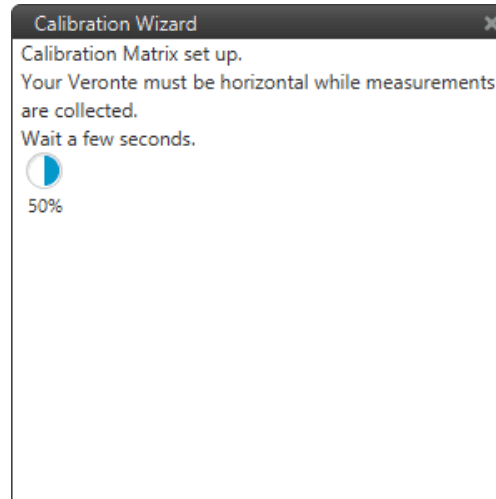 Calibration Wizard
Calibration Matrix set up.
Your Veronte must be horizontal while measurements
are collected.
Wait a few seconds.
50%